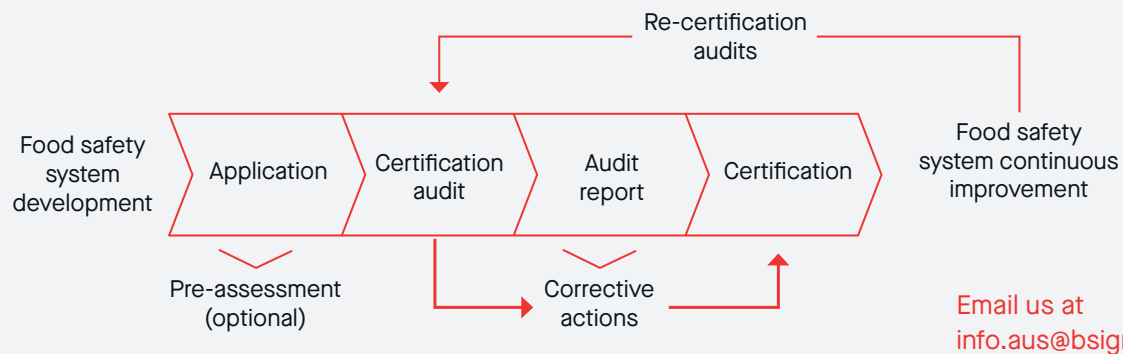 Re-certification
audits
Food safety
system
development
Application
Certification
audit
Audit
report
Certification
Food safety
system continuous
improvement
Pre-assessment
(optional)
Corrective
actions
Email us at